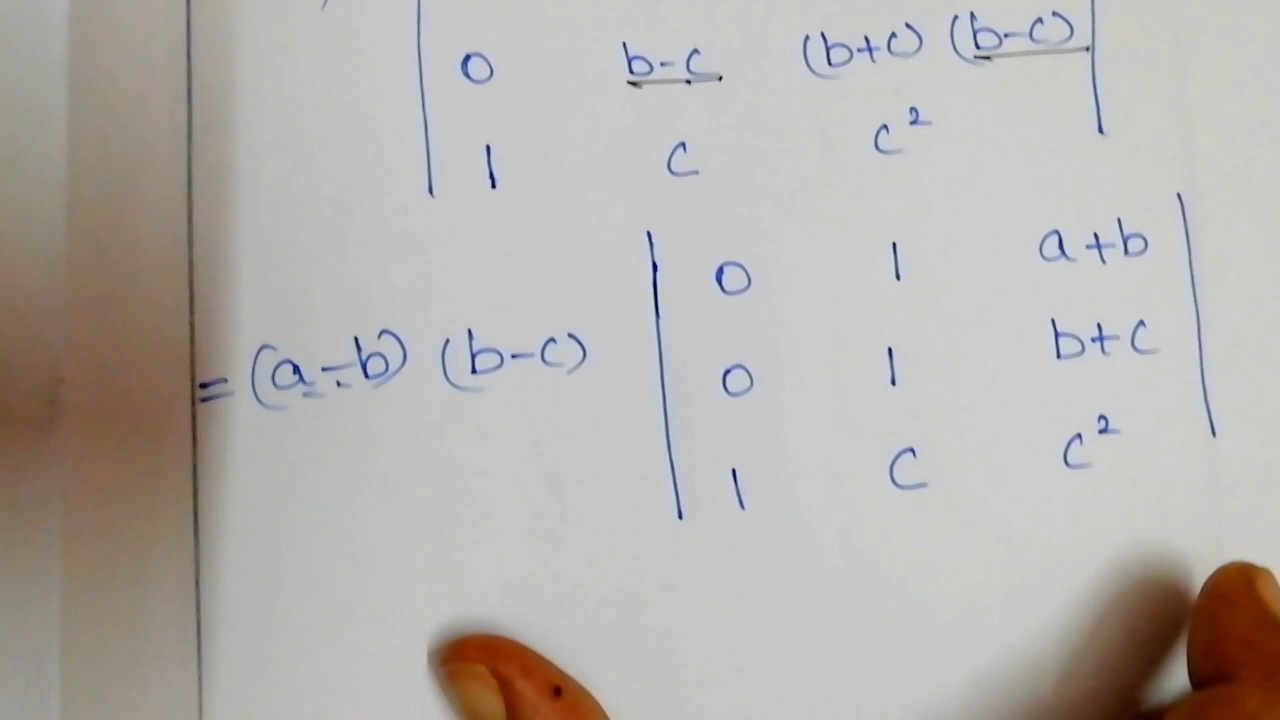 0 b-c (b+c) (b-c)
1 c c²
0 1 a+b
= (a-b) (b-c) 0 1 b+c
1 c c²